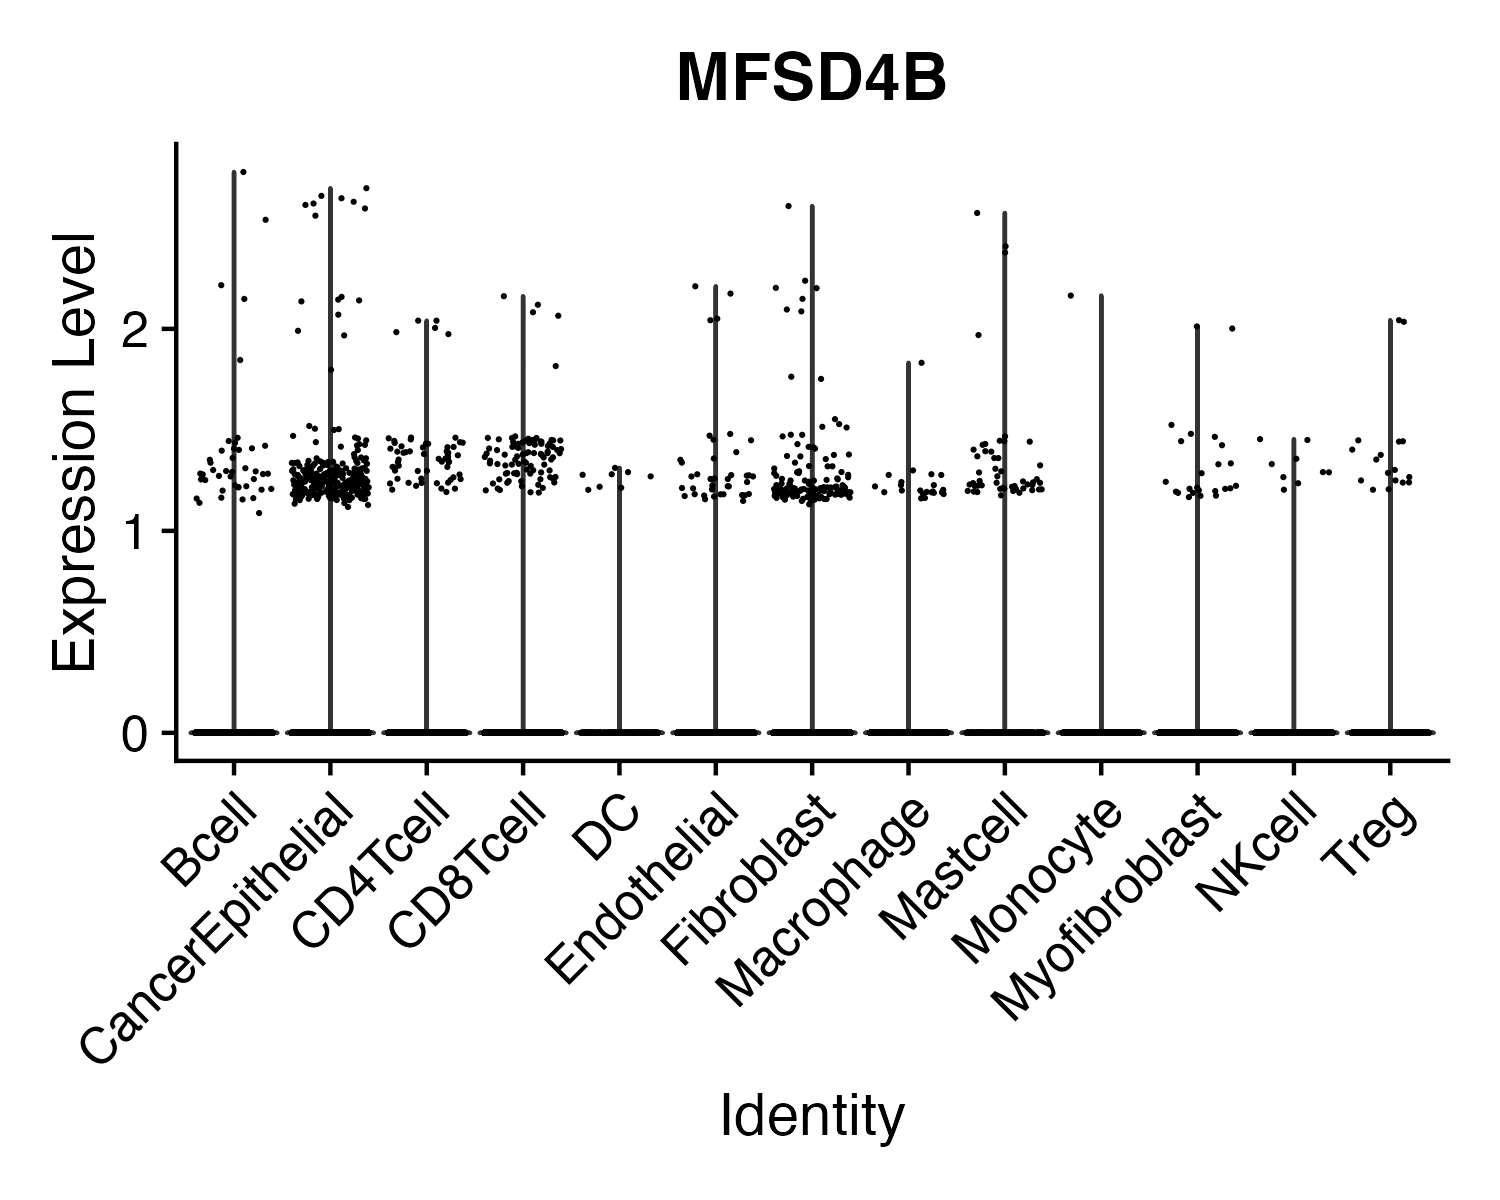 MFSD4B
Expression Level
2
1
0
Bcell
CancerEpithelial
CD4Tcell
CD8Tcell
DC
Endothelial
Fibroblast
Macrophage
Mastcell
Monocyte
Myofibroblast
NKcell
Treg
Identity